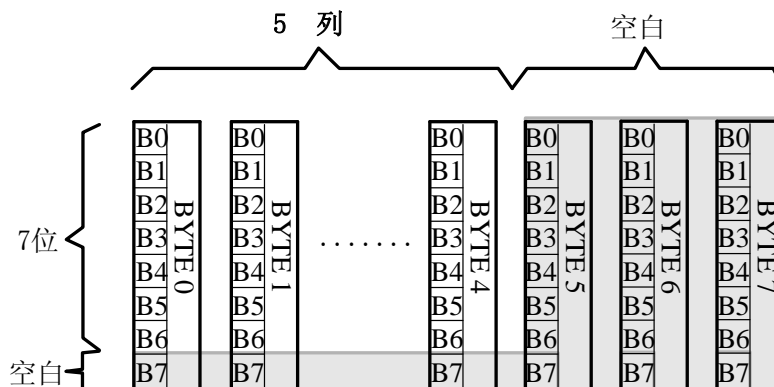 5 列 空白
B0 B0 B0 B0 B0 B0
B1 B1 B1 B1 B1 B1
B2 B2 B2 B2 B2 B2
7位 B3 B3 ....... B3 B3 B3 B3
B4 B4 B4 B4 B4 B4
B5 B5 B5 B5 B5 B5
B6 B6 B6 B6 B6 B6
空白 B7 B7 B7 B7 B7 B7
BYTE 0
BYTE 1
BYTE 4
BYTE 5
BYTE 6
BYTE 7